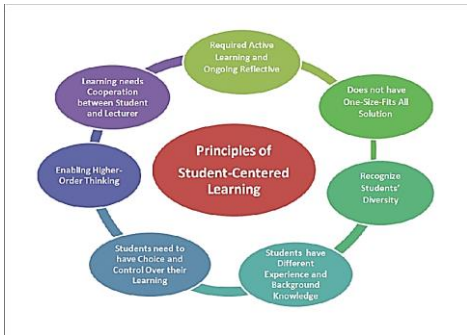 Required Active
Learning and
Ongoing Reflective
Does not have
One-Size-Fits All
Solution
Recognize
Students'
Diversity
Students have
Different
Experience and
Background
Knowledge
Students need to
have Choice and
Control Over their
Learning
Enabling Higher-
Order Thinking
Learning needs
Cooperation
between Student
and Lecturer
Principles of
Student-Centered
Learning